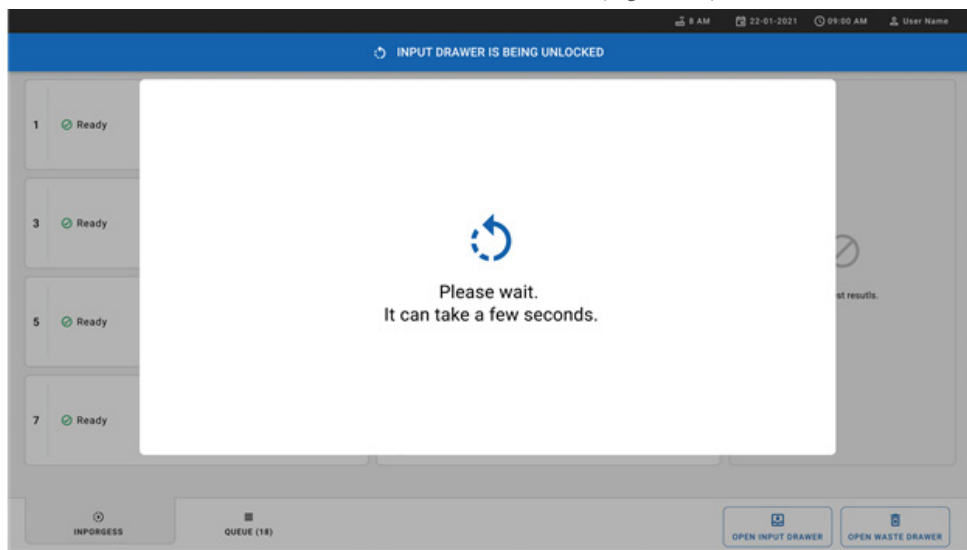 8 AM 22-01-2021 09:00 AM User Name
INPUT DRAWER IS BEING UNLOCKED
1 Ready
3 Ready
Please wait.
It can take a few seconds.
st resutls.
5 Ready
7 Ready
INPORGESS QUEUE (18) OPEN INPUT DRAWER OPEN WASTE DRAWER